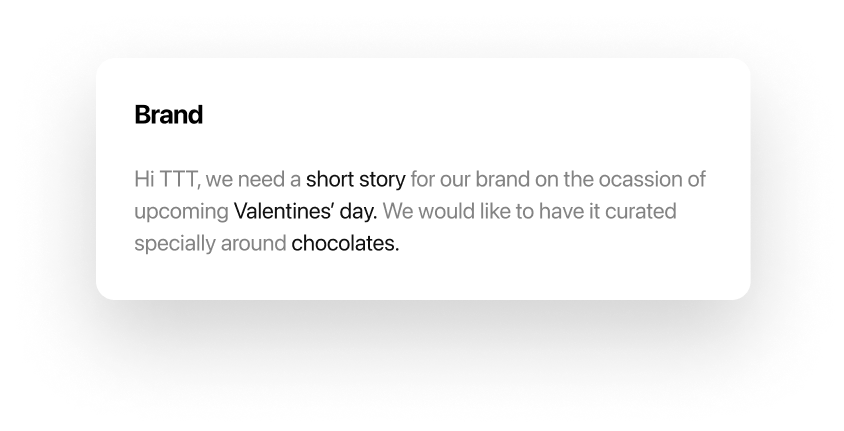 Brand
Hi TTT, we need a short story for our brand on the ocassion of
upcoming Valentines’ day. We would like to have it curated
specially around chocolates.